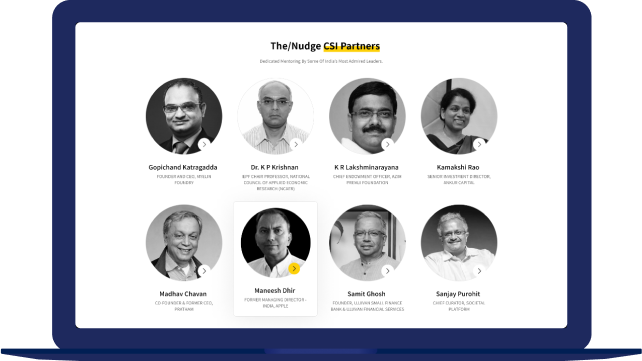 The/Nudge CSI Partners
Dedicated Mentoring By Some Of India's Most Admired Leaders.
Gopichand Katragadda
FOUNDER AND CEO, MYELIN
FOUNDRY
Dr. K P Krishnan
IEPF CHAIR PROFESSOR, NATIONAL
COUNCIL OF APPLIED ECONOMIC
RESEARCH (NCAER)
K R Lakshminarayana
CHIEF ENDOWMENT OFFICER, AZIM
PREMJI FOUNDATION
Kamakshi Rao
SENIOR INVESTMENT DIRECTOR,
ANKUR CAPITAL
Madhav Chavan
CO-FOUNDER & FORMER CEO,
PRATHAM
Maneesh Dhir
FORMER MANAGING DIRECTOR -
INDIA, APPLE
Samit Ghosh
FOUNDER, UJJIVAN SMALL FINANCE
BANK & UJJIVAN FINANCIAL SERVICES
Sanjay Purohit
CHIEF CURATOR, SOCIETAL
PLATFORM